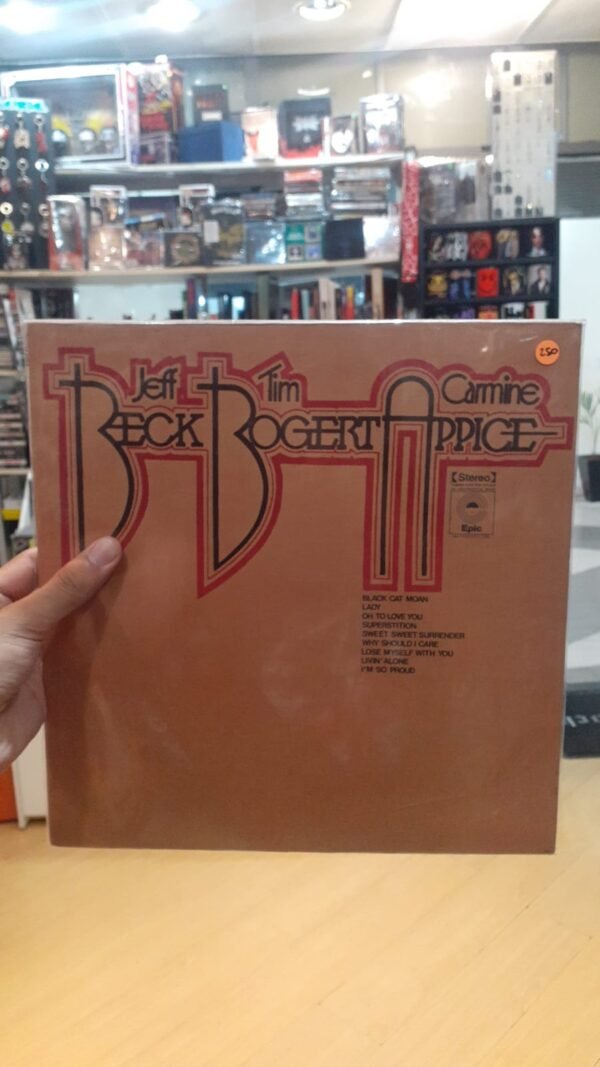 250
Jeff Tim Carmine
BECK BOGERT APPICE
Stereo
Epic
BLACK CAT MOAN
LADY
OH TO LOVE YOU
SUPERSTITION
SWEET SWEET SURRENDER
WHY SHOULD I CARE
LOSE MYSELF WITH YOU
LIVIN' ALONE
I'M SO PROUD